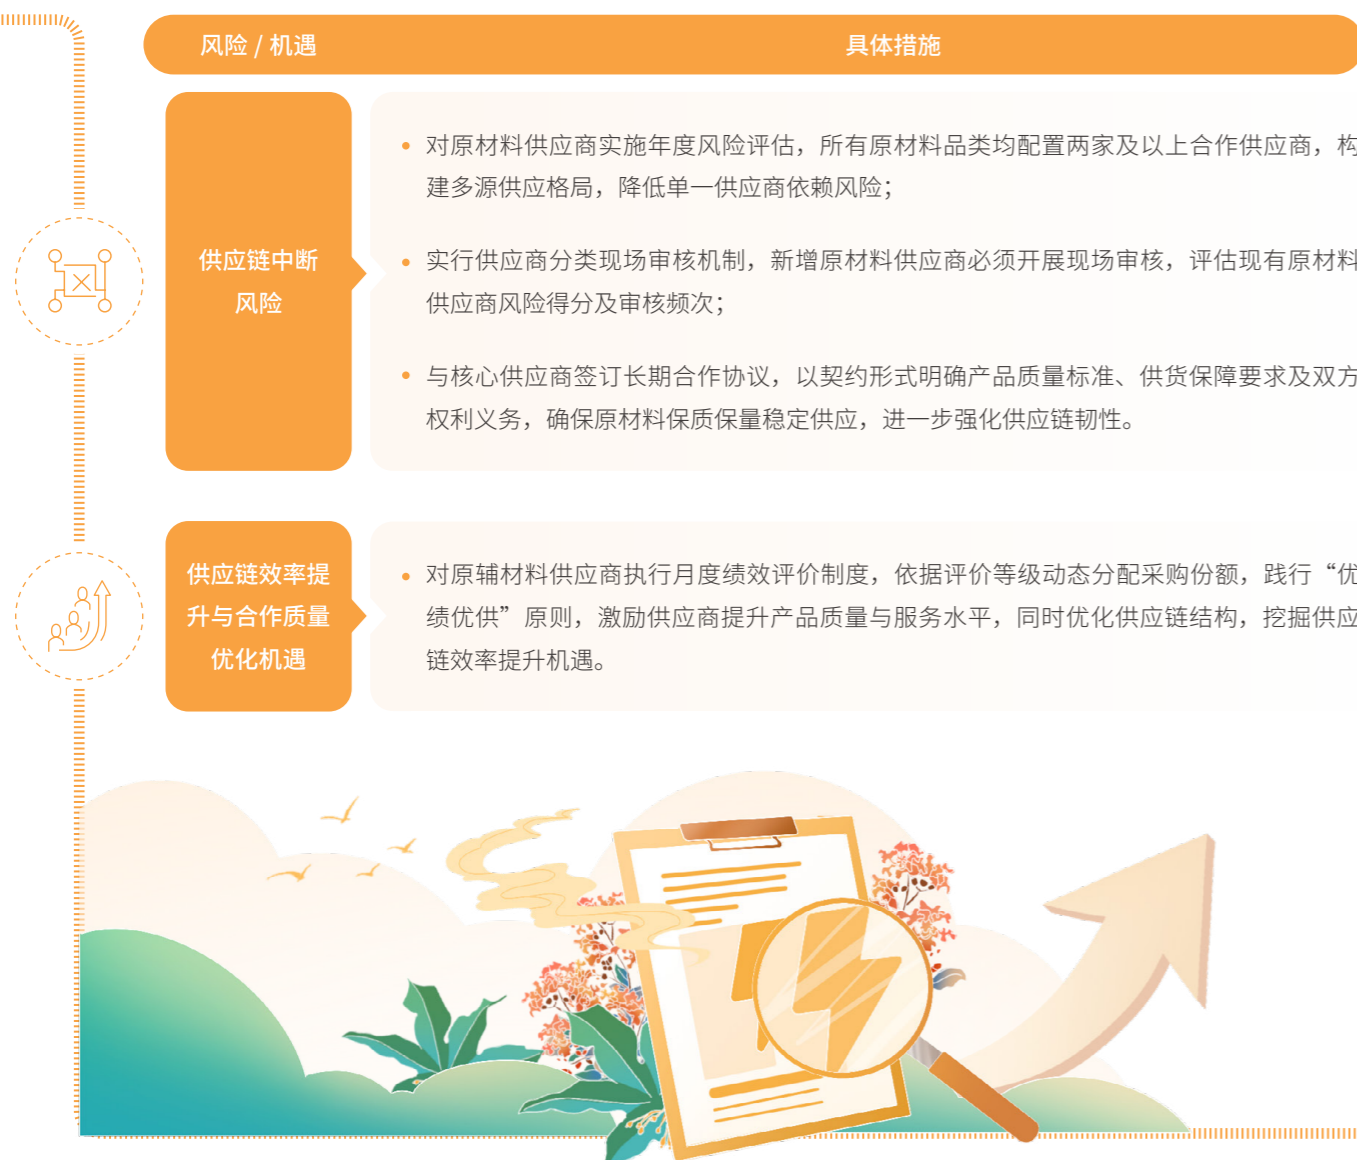 风险 / 机遇
具体措施
供应链中断
风险
对原材料供应商实施年度风险评估，所有原材料品类均配置两家及以上合作供应商，构
建多源供应格局，降低单一供应商依赖风险；
实行供应商分类现场审核机制，新增原材料供应商必须开展现场审核，评估现有原材料
供应商风险得分及审核频次；
与核心供应商签订长期合作协议，以契约形式明确产品质量标准、供货保障要求及双方
权利义务，确保原材料保质保量稳定供应，进一步强化供应链韧性。
供应链效率提
升与合作质量
优化机遇
对原辅材料供应商执行月度绩效评价制度，依据评价等级动态分配采购份额，践行“优
绩优供”原则，激励供应商提升产品质量与服务水平，同时优化供应链结构，挖掘供应
链效率提升机遇。